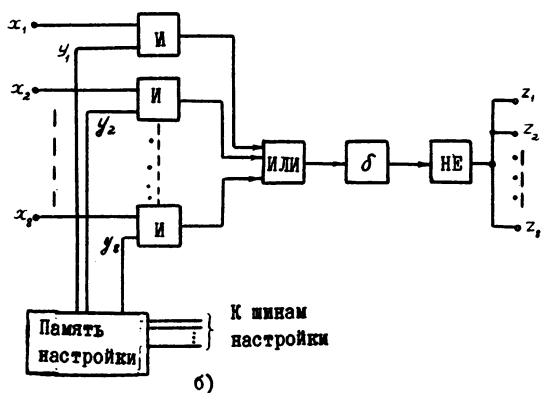 x₁
И
y₁
x₂
И
y₂
ИЛИ
δ
НЕ
z₁
z₂
x₈
И
y₈
z₈
Память
настройки
К шинам
настройки
б)